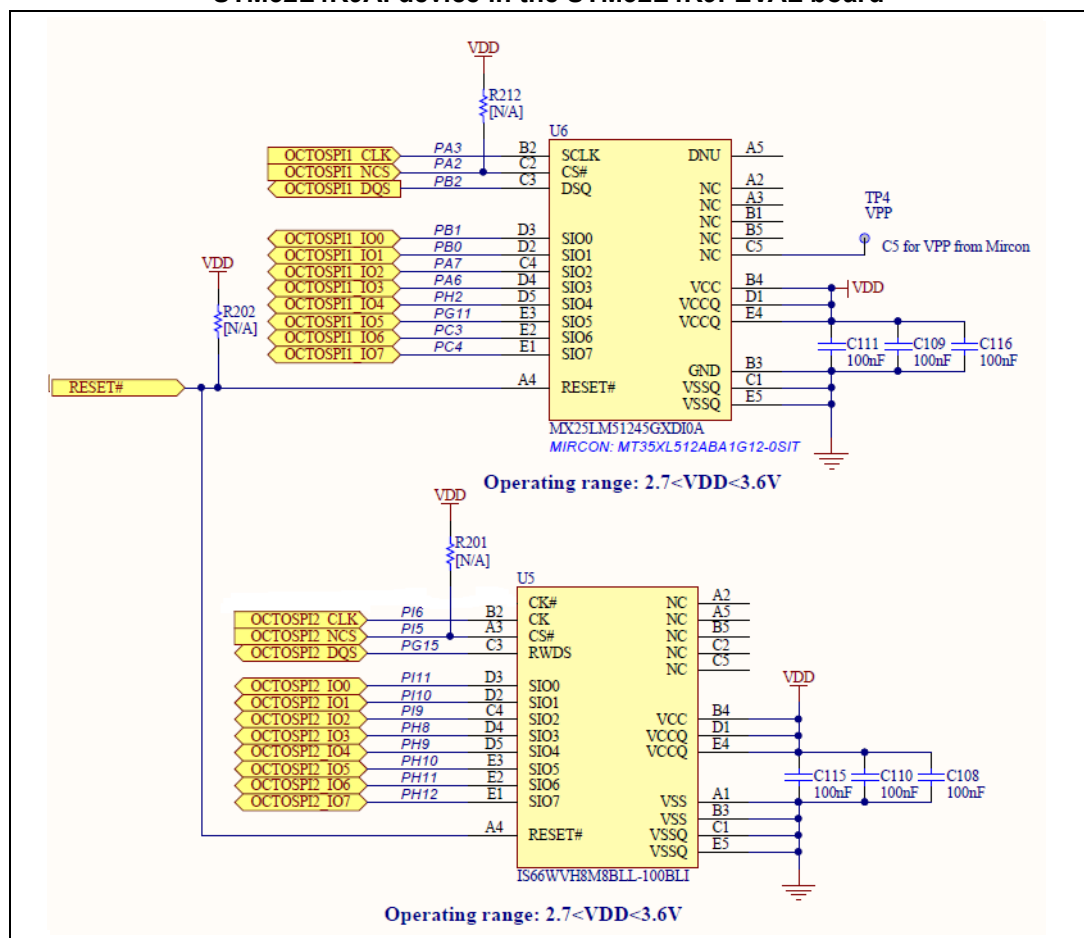 VDD
R212
[N/A]
U6
OCTOSPI1_CLK PA3 B2 SCLK DNU A5
OCTOSPI1_NCS PA2 C2 CS#
OCTOSPI1_DQS PB2 C3 DSQ
NC A2
NC A3
NC B1
NC B5
NC C5
TP4
VPP
C5 for VPP from Mircon
OCTOSPI1_IO0 PB1 D3 SIO0
OCTOSPI1_IO1 PB0 D2 SIO1
OCTOSPI1_IO2 PA7 C4 SIO2
OCTOSPI1_IO3 PA6 D4 SIO3
OCTOSPI1_IO4 PH2 D5 SIO4
OCTOSPI1_IO5 PG11 E3 SIO5
OCTOSPI1_IO6 PC3 E2 SIO6
OCTOSPI1_IO7 PC4 E1 SIO7
VCC B4 VDD
VCCQ D1
VCCQ E4
C111 C109 C116
100nF 100nF 100nF
GND B3
VSSQ C1
VSSQ E5
VDD
R202
[N/A]
RESET# A4 RESET#
MX25LM51245GXDI0A
MIRCON: MT35XL512ABA1G12-0SIT
Operating range: 2.7<VDD<3.6V
VDD
R201
[N/A]
U5
CK#
OCTOSPI2_CLK PI6 B2 CK
OCTOSPI2_NCS PI5 A3 CS#
OCTOSPI2_DQS PG15 C3 RWDS
NC A2
NC A5
NC B5
NC C2
NC C5
OCTOSPI2_IO0 PI11 D3 SIO0
OCTOSPI2_IO1 PI10 D2 SIO1
OCTOSPI2_IO2 PI9 C4 SIO2
OCTOSPI2_IO3 PH8 D4 SIO3
OCTOSPI2_IO4 PH9 D5 SIO4
OCTOSPI2_IO5 PH10 E3 SIO5
OCTOSPI2_IO6 PH11 E2 SIO6
OCTOSPI2_IO7 PH12 E1 SIO7
VDD
VCC B4
VCCQ D1
VCCQ E4
C115 C110 C108
100nF 100nF 100nF
VSS A1
VSS B3
VSSQ C1
VSSQ E5
A4 RESET#
IS66WVH8M8BLL-100BLI
Operating range: 2.7<VDD<3.6V